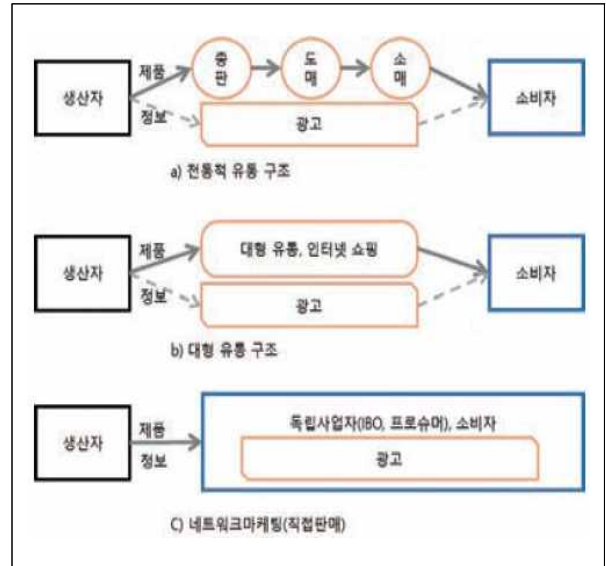 제품
총판
도매
소매
생산자
소비자
정보
광고
a) 전통적 유통 구조
제품
대형 유통, 인터넷 쇼핑
생산자
소비자
정보
광고
b) 대형 유통 구조
독립사업자(IBO, 프로슈머), 소비자
제품
생산자
정보
광고
C) 네트워크마케팅(직접판매)